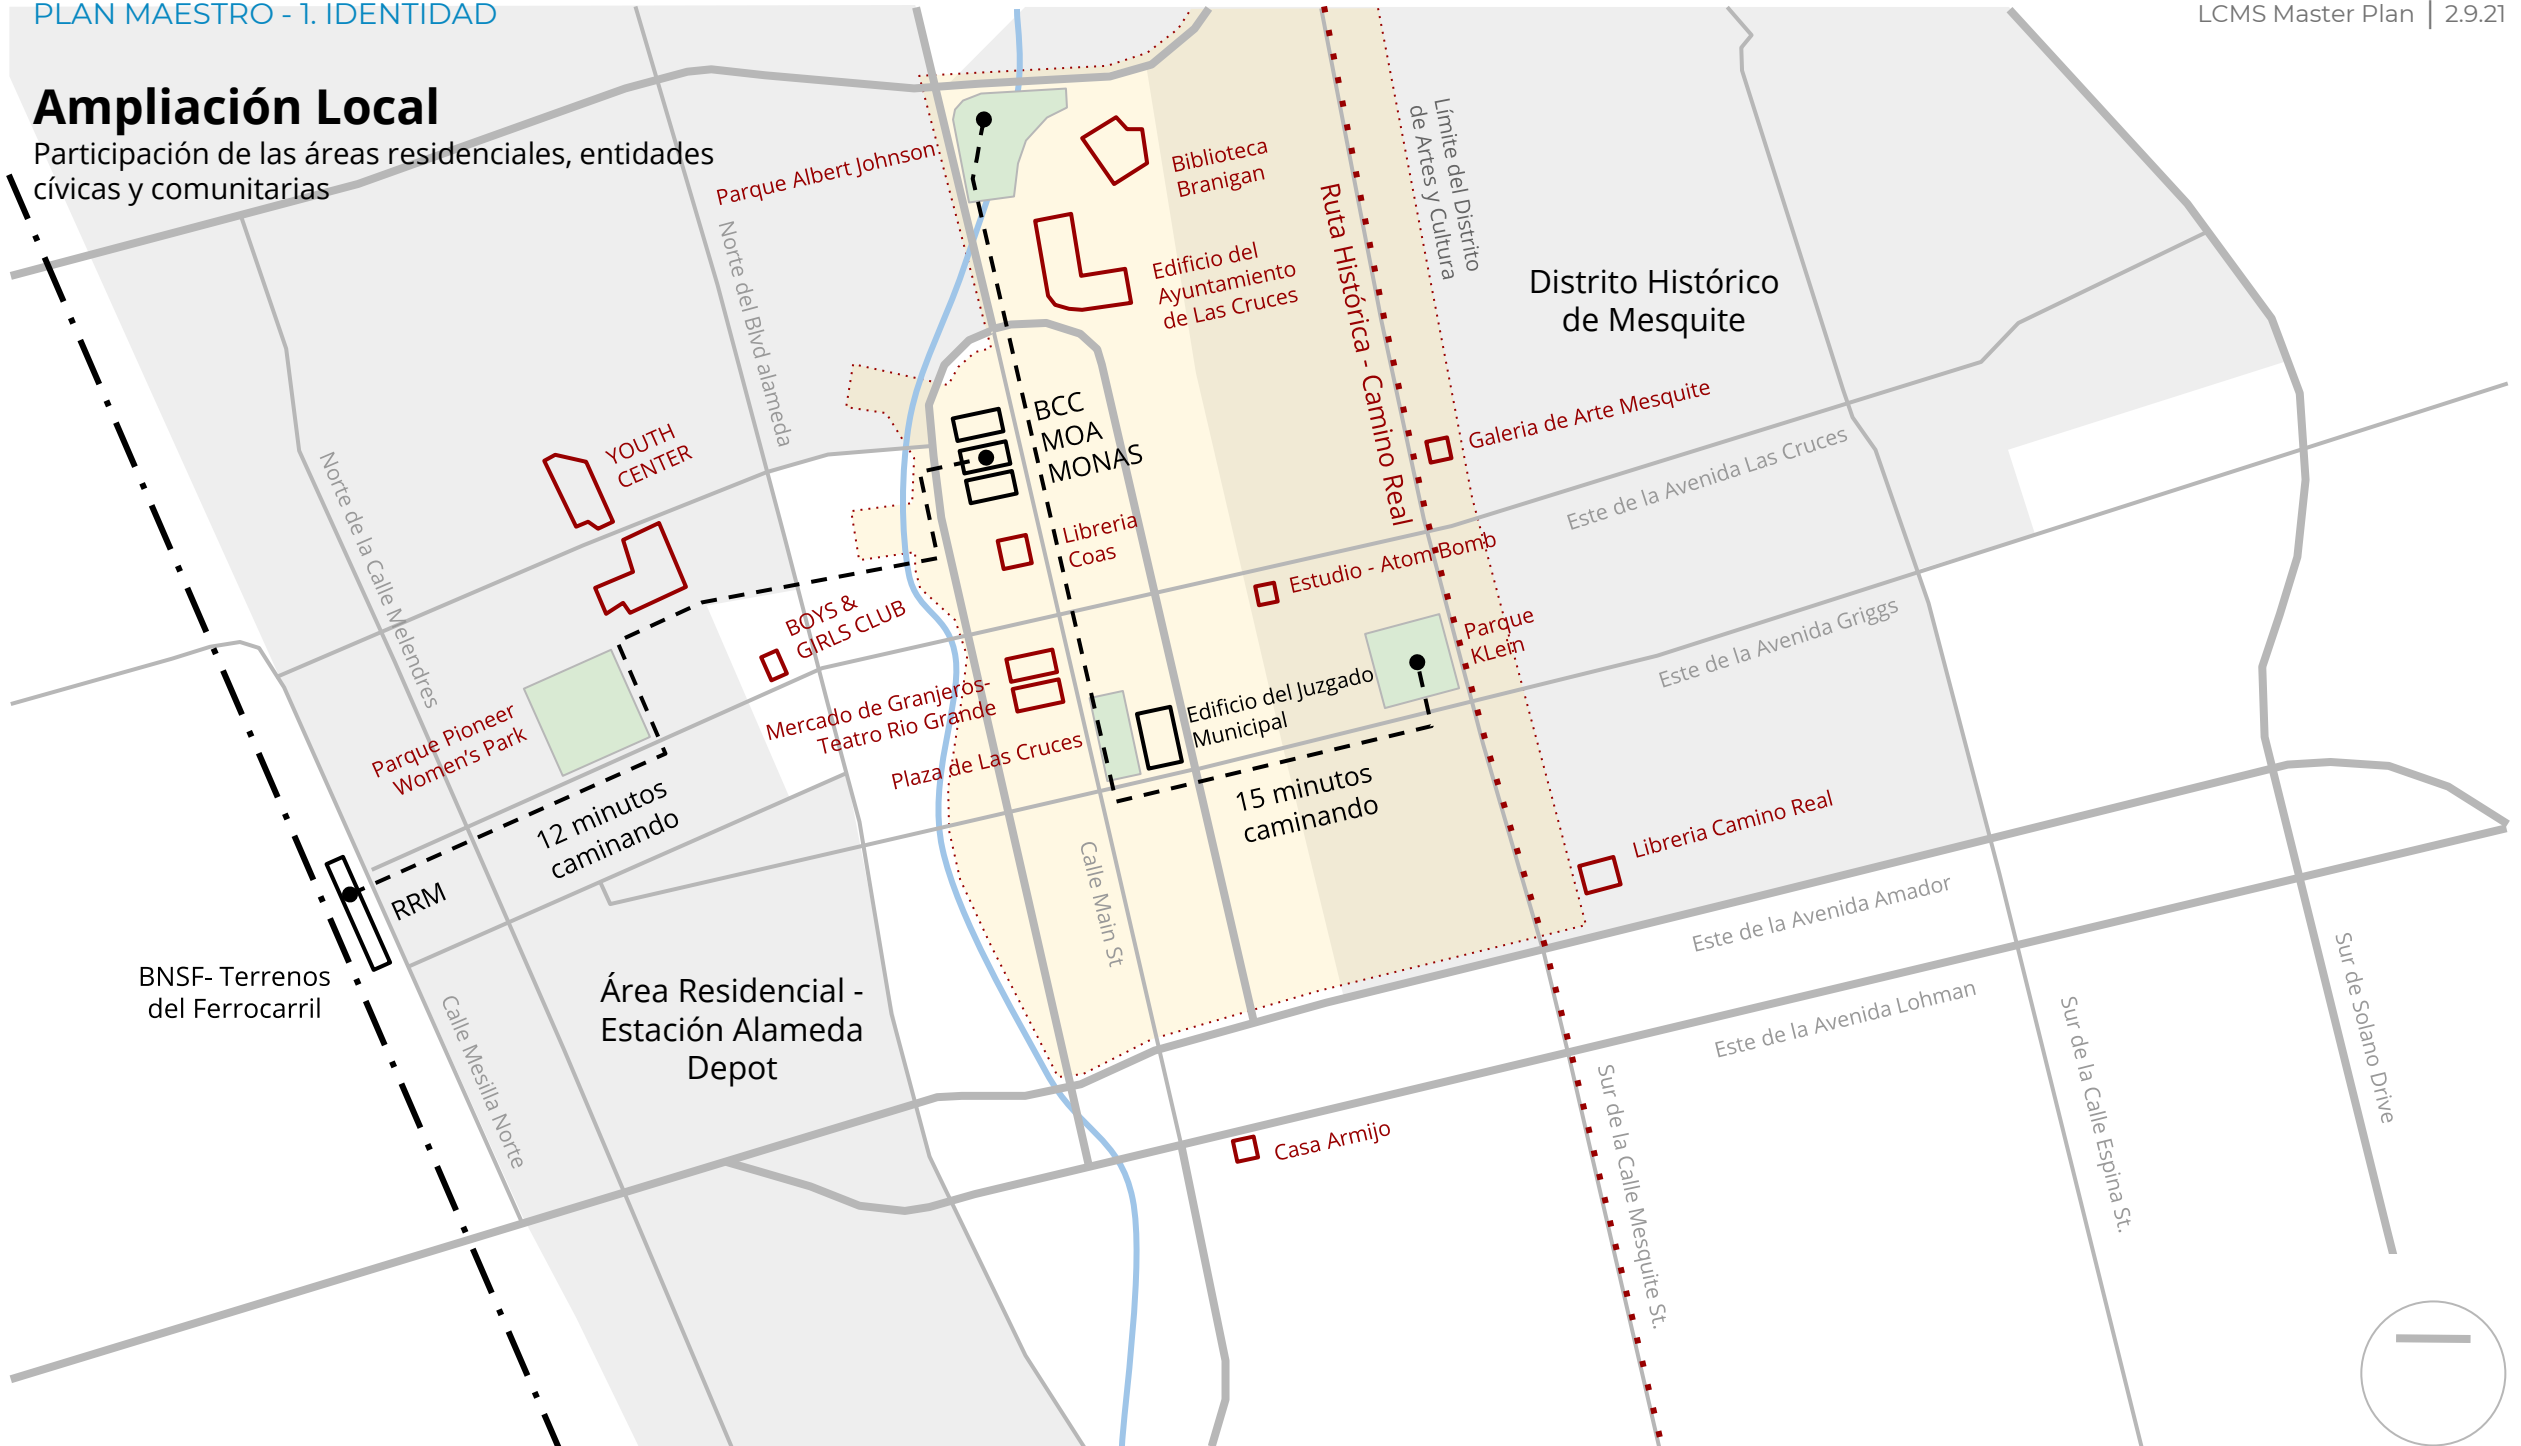 PLAN MAESTRO - 1. IDENTIDAD
LCMS Master Plan | 2.9.21
Ampliación Local
Participación de las áreas residenciales, entidades
cívicas y comunitarias
Parque Albert Johnson
Biblioteca
Branigan
Límite del Distrito
de Artes y Cultura
Norte del Blvd alameda
Edificio del
Ayuntamiento
de Las Cruces
Ruta Histórica - Camino Real
Distrito Histórico
de Mesquite
BCC
MOA
MONAS
Galeria de Arte Mesquite
YOUTH
CENTER
Este de la Avenida Las Cruces
Norte de la Calle Melendres
Libreria
Coas
Estudio - Atom Bomb
BOYS &
GIRLS CLUB
Parque
KLein
Este de la Avenida Griggs
Mercado de Granjeros-
Teatro Rio Grande
Edificio del Juzgado
Municipal
Parque Pioneer
Women's Park
Plaza de Las Cruces
12 minutos
caminando
15 minutos
caminando
Libreria Camino Real
RRM
Calle Main St
Este de la Avenida Amador
BNSF- Terrenos
del Ferrocarril
Área Residencial -
Estación Alameda
Depot
Calle Mesilla Norte
Este de la Avenida Lohman
Sur de Solano Drive
Sur de la Calle Espina St.
Sur de la Calle Mesquite St.
Casa Armijo